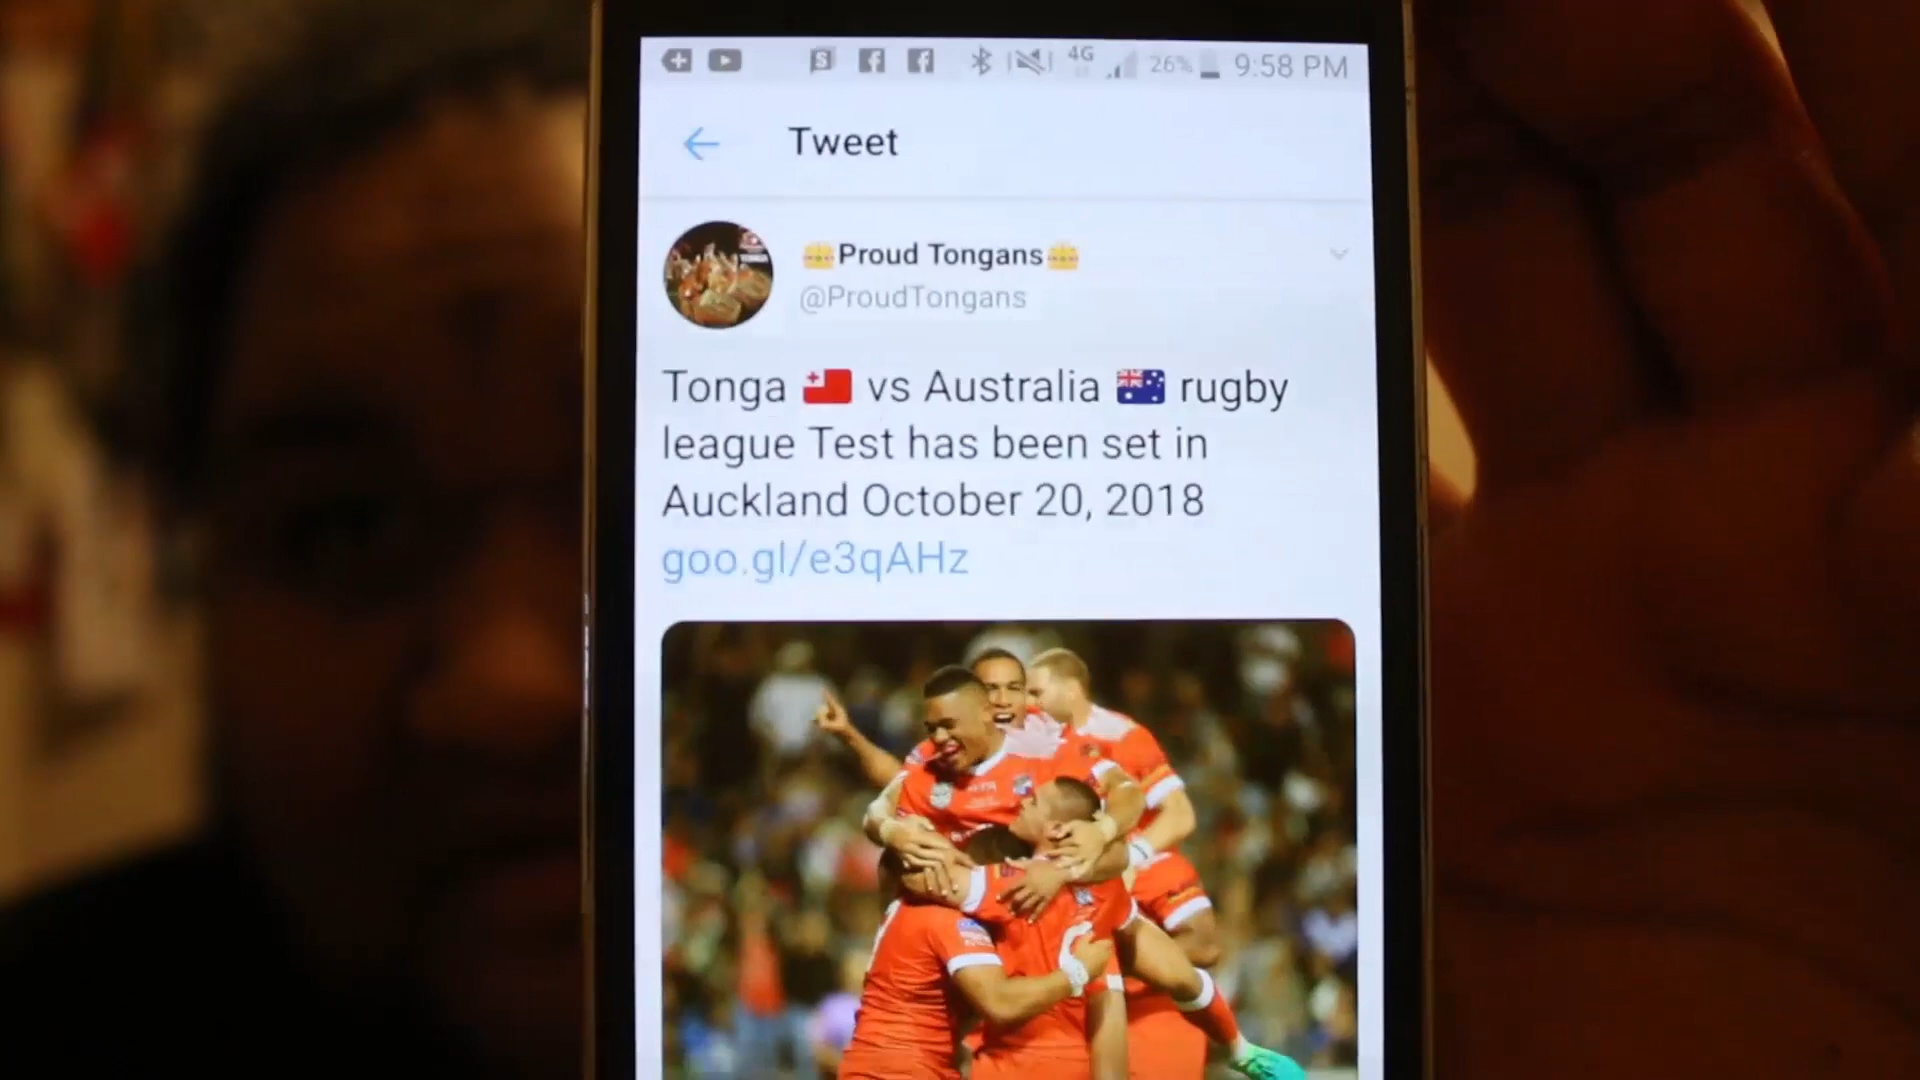 4G 26% 9:58 PM
Tweet
Proud Tongans
@ProudTongans
Tonga 🇹🇴 vs Australia 🇦🇺 rugby
league Test has been set in
Auckland October 20, 2018
goo.gl/e3qAHz